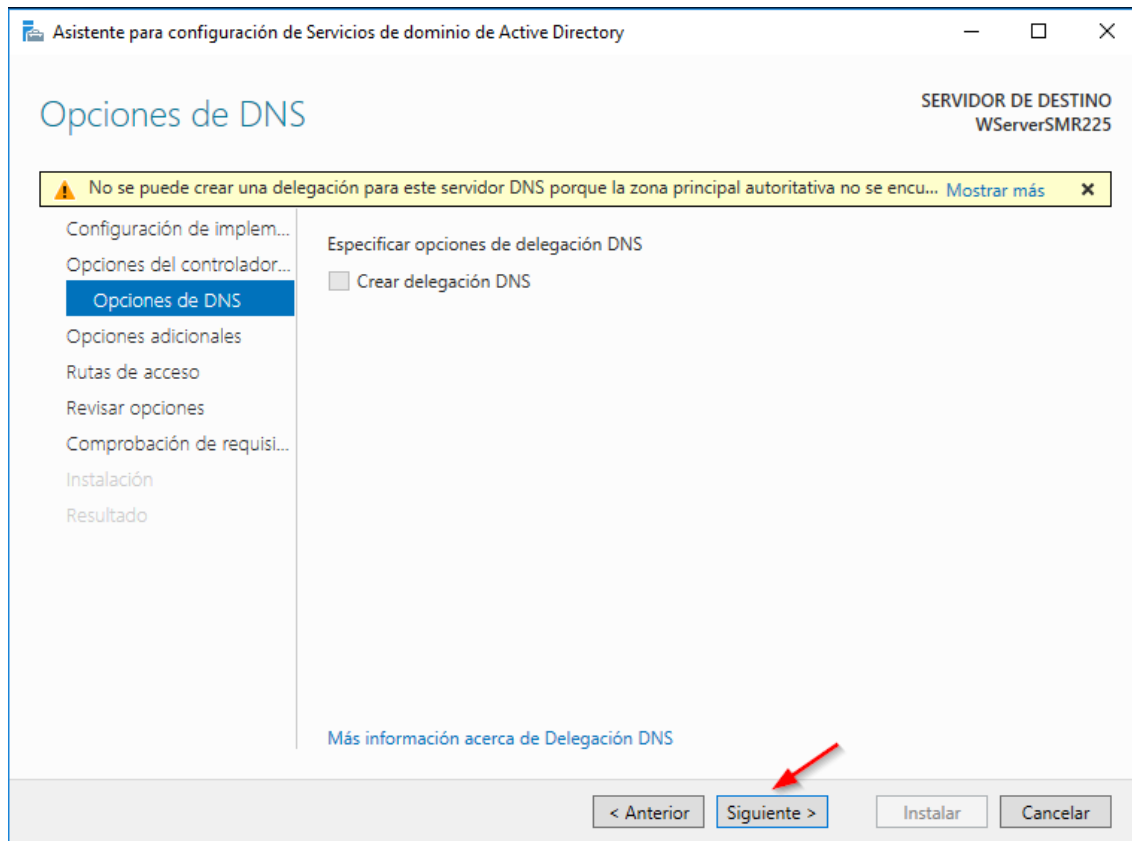 Asistente para configuración de Servicios de dominio de Active Directory
Opciones de DNS
SERVIDOR DE DESTINO
WServerSMR225
No se puede crear una delegación para este servidor DNS porque la zona principal autoritativa no se encu... Mostrar más
Configuración de implem...
Opciones del controlador...
Opciones de DNS
Opciones adicionales
Rutas de acceso
Revisar opciones
Comprobación de requisi...
Instalación
Resultado
Especificar opciones de delegación DNS
Crear delegación DNS
Más información acerca de Delegación DNS
< Anterior
Siguiente >
Instalar
Cancelar